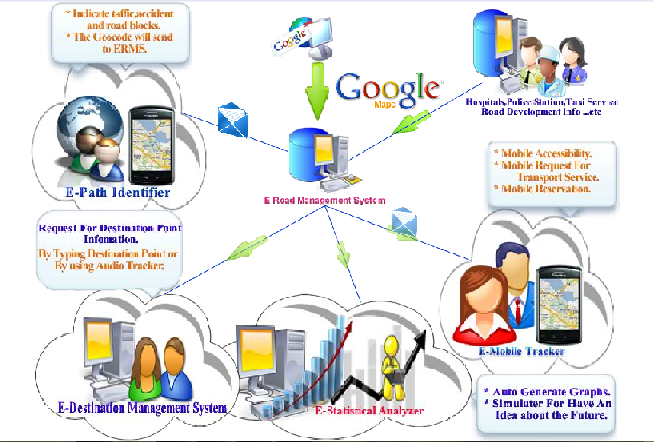 * Indicate taffic,accident
and road blocks.
* The Geocode will send
to ERMS.
Google
Google
Maps
Hospitals,Police Station,Taxi Service
Road Development Info ...etc
* Mobile Accessibility.
* Mobile Request For
Transport Service.
* Mobile Reservation.
E-Path Identifier
E Road Management System
Request For Destination Point
Infomation.
By Typing Destination Point or
By using Audio Tracker.
E-Mobile Tracker
E-Destination Management System
E-Statistical Analyzer
* Auto Generate Graphs.
* Simulater For Have An
Idea about the Future.